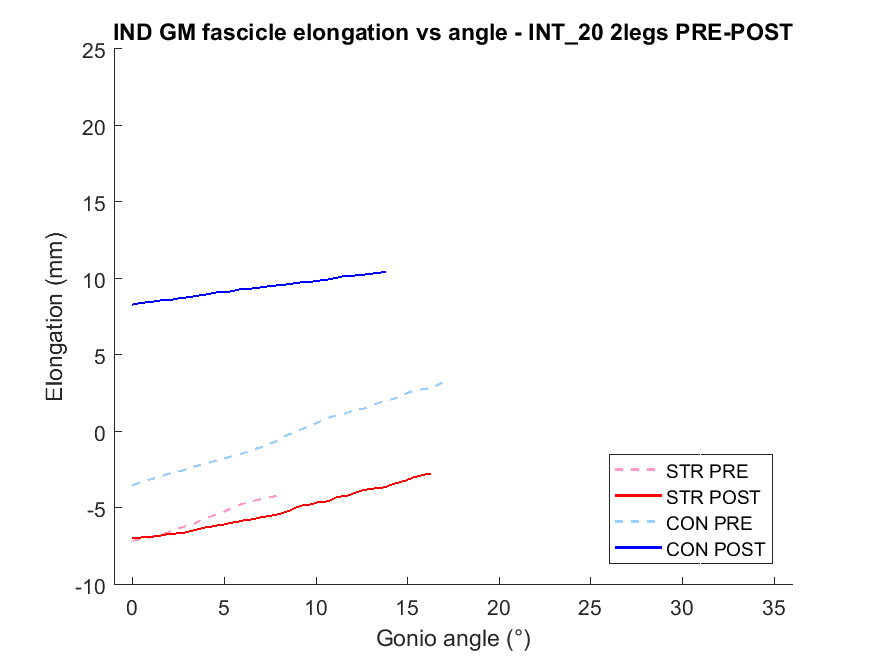 IND GM fascicle elongation vs angle - INT_20 2legs PRE-POST
25
20
15
10
5
0
-5
-10
Elongation (mm)
0 5 10 15 20 25 30 35
Gonio angle (°)
STR PRE
STR POST
CON PRE
CON POST